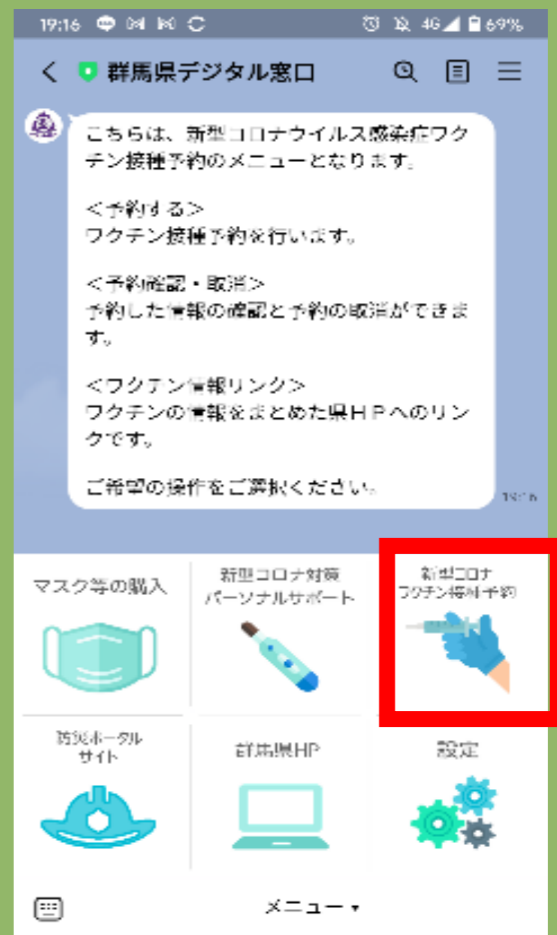 19:16
4G 69%
群馬県デジタル窓口
こちらは、新型コロナウイルス感染症ワク
チン接種予約のメニューとなります。
＜予約する＞
ワクチン接種予約を行います。
＜予約確認・取消＞
予約した情報の確認と予約の取消ができま
す。
＜ワクチン情報リンク＞
ワクチンの情報をまとめた県ＨＰへのリン
クです。
ご希望の操作をご選択ください。
19:16
マスク等の購入
新型コロナ対策
パーソナルサポート
新型コロナ
ワクチン接種予約
防災ポータル
サイト
群馬県HP
設定
メニュー▼